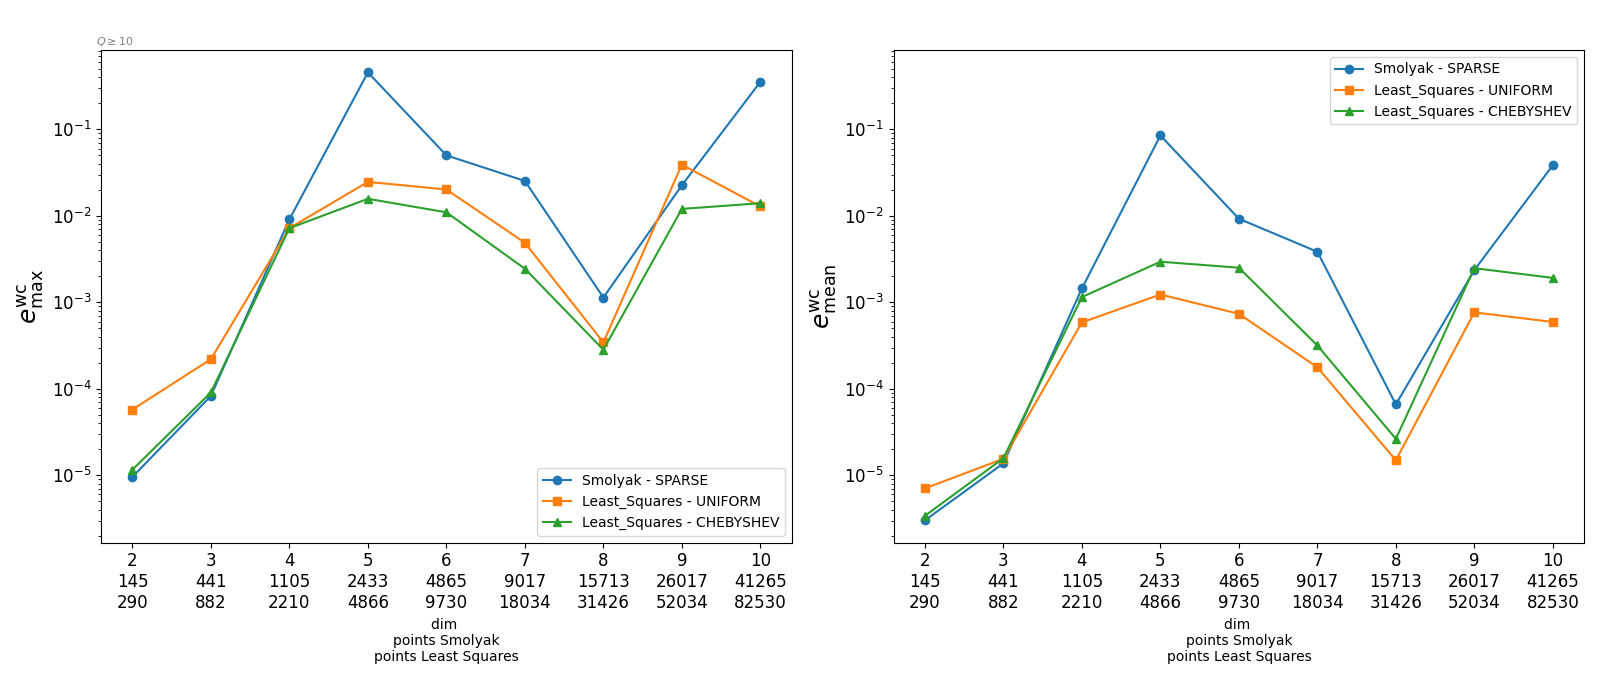 Q ≥ 10
e^wc_max
10^−1
10^−2
10^−3
10^−4
10^−5
Smolyak - SPARSE
Least_Squares - UNIFORM
Least_Squares - CHEBYSHEV
2 3 4 5 6 7 8 9 10
145 441 1105 2433 4865 9017 15713 26017 41265
290 882 2210 4866 9730 18034 31426 52034 82530
dim
points Smolyak
points Least Squares
e^wc_mean
10^−1
10^−2
10^−3
10^−4
10^−5
Smolyak - SPARSE
Least_Squares - UNIFORM
Least_Squares - CHEBYSHEV
2 3 4 5 6 7 8 9 10
145 441 1105 2433 4865 9017 15713 26017 41265
290 882 2210 4866 9730 18034 31426 52034 82530
dim
points Smolyak
points Least Squares